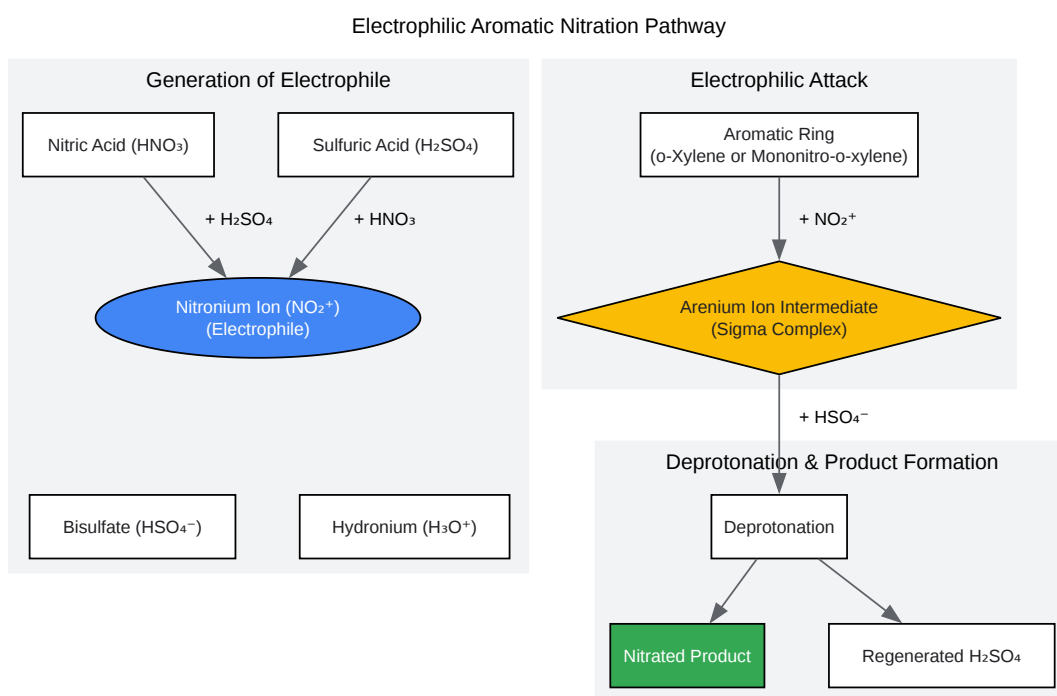 Electrophilic Aromatic Nitration Pathway
Generation of Electrophile
Nitric Acid (HNO₃)
Sulfuric Acid (H₂SO₄)
+ H₂SO₄
+ HNO₃
Nitronium Ion (NO₂⁺)
(Electrophile)
Bisulfate (HSO₄⁻)
Hydronium (H₃O⁺)
Electrophilic Attack
Aromatic Ring
(o-Xylene or Mononitro-o-xylene)
+ NO₂⁺
Arenium Ion Intermediate
(Sigma Complex)
+ HSO₄⁻
Deprotonation & Product Formation
Deprotonation
Nitrated Product
Regenerated H₂SO₄